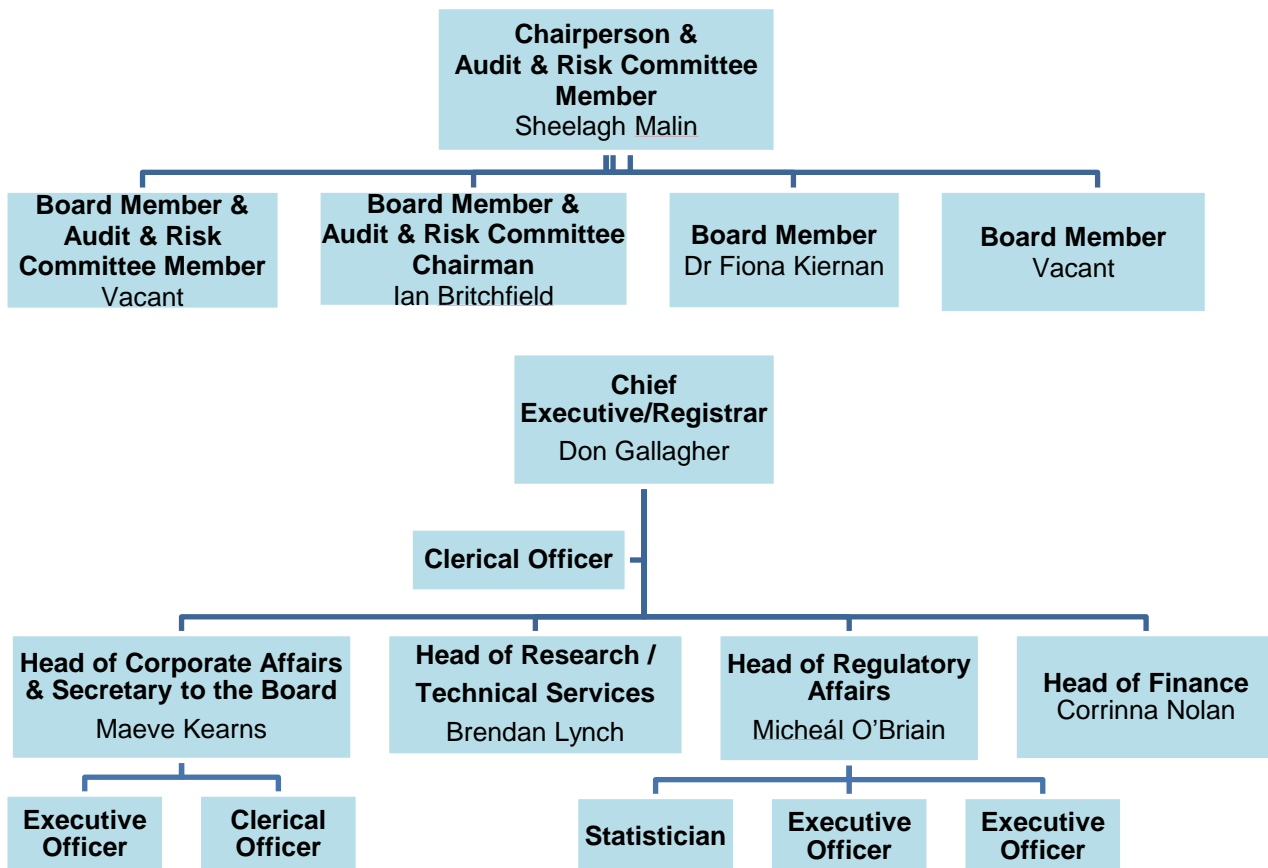 Chairperson &
Audit & Risk Committee
Member
Sheelagh Malin
Board Member &
Audit & Risk
Committee Member
Vacant
Board Member &
Audit & Risk Committee
Chairman
Ian Britchfield
Board Member
Dr Fiona Kiernan
Board Member
Vacant
Chief
Executive/Registrar
Don Gallagher
Clerical Officer
Head of Corporate Affairs
& Secretary to the Board
Maeve Kearns
Head of Research /
Technical Services
Brendan Lynch
Head of Regulatory
Affairs
Micheál O’Briain
Head of Finance
Corrinna Nolan
Executive
Officer
Clerical
Officer
Statistician
Executive
Officer
Executive
Officer